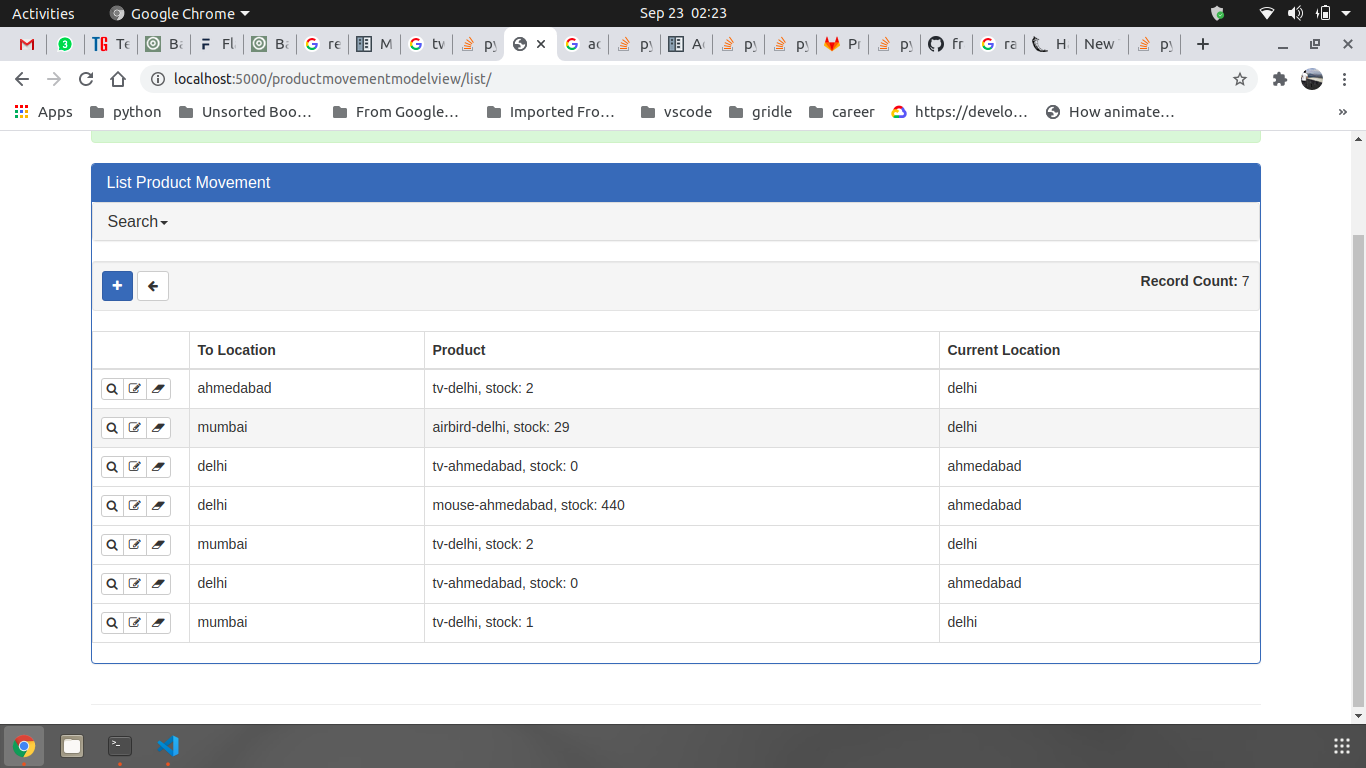 Activities Google Chrome Sep 23 02:23
3 TG Te Ba F Fl Ba G re M G tv py G ac py Ac py py Pr py fr G ra H New py
localhost:5000/productmovementmodelview/list/
Apps python Unsorted Boo... From Google... Imported Fro... vscode gridle career https://develo... How animate... »
List Product Movement
Search
Record Count: 7
To Location Product Current Location
ahmedabad tv-delhi, stock: 2 delhi
mumbai airbird-delhi, stock: 29 delhi
delhi tv-ahmedabad, stock: 0 ahmedabad
delhi mouse-ahmedabad, stock: 440 ahmedabad
mumbai tv-delhi, stock: 2 delhi
delhi tv-ahmedabad, stock: 0 ahmedabad
mumbai tv-delhi, stock: 1 delhi